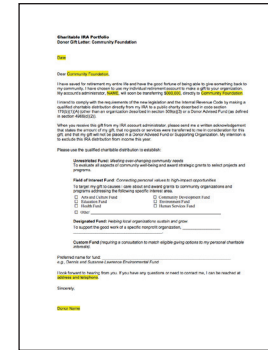 Charitable IRA Portfolio
Donor Gift Letter: Community Foundation
Date
Dear Community Foundation,
I have saved for retirement my entire life and have the good fortune of being able to give something back to
my community. I have chosen to use my individual retirement account to make a gift to your organization.
My account's administrator, NAME, will soon be transferring $000,000, directly to Community Foundation.
I intend to comply with the requirements of the new legislation and the Internal Revenue Code by making a
qualified charitable distribution directly from my IRA to a public charity described in code section
170(b)(1)(A) (other than an organization described in section 509(a)(3) or a Donor Advised Fund (as defined
in section 4966(d)(2)).
When you receive this gift from my IRA account administrator, please send me a written acknowledgement
that states the amount of my gift, that no goods or services were transferred to me in consideration for this
gift, and that my gift will not be placed in a Donor Advised Fund or Supporting Organization. My intention is
to exclude this IRA distribution from income this year.
Please use the qualified charitable distribution to establish:
Unrestricted Fund: Meeting ever-changing community needs
To evaluate all aspects of community well-being and award strategic grants to select projects and
programs.
Field of Interest Fund: Connecting personal values to high-impact opportunities
To target my gift to causes: award and grants to community organizations and
programs addressing the following specific interest area.
Arts and Culture Fund
Community Development Fund
Education Fund
Environment Fund
Health Fund
Human Services Fund
Other
Designated Fund: Helping local organizations sustain and grow
To support the good work of a specific nonprofit organization,
Custom Fund (requiring a consultation to match eligible giving options to my personal charitable
interests)
Preferred name for fund
e.g., Dennis and Susanne Lawrence Environmental Fund
I look forward to hearing from you. If you have any questions or need to contact me, I can be reached at
address and telephone.
Sincerely,
Donor Name